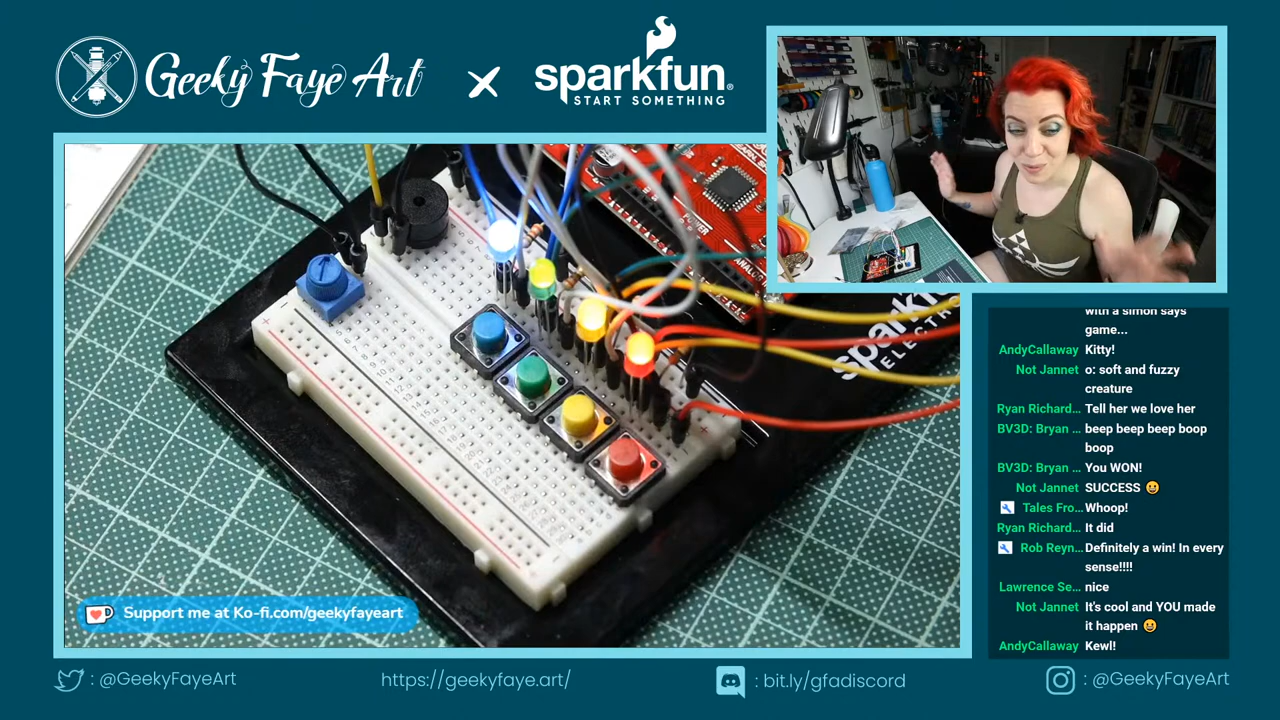 Geeky Faye Art
sparkfun®
START SOMETHING
POWER
ANALOG
spark
ELECTR
Support me at Ko-fi.com/geekyfayeart
with a simon says
game...
AndyCallaway Kitty!
Not Jannet o: soft and fuzzy
creature
Ryan Richard... Tell her we love her
BV3D: Bryan ... beep beep beep boop
boop
BV3D: Bryan ... You WON!
Not Jannet SUCCESS 😀
Tales Fro... Whoop!
Ryan Richard... It did
Rob Reyn... Definitely a win! In every
sense!!!!
Lawrence Se... nice
Not Jannet It's cool and YOU made
it happen 😀
AndyCallaway Kewl!
: @GeekyFayeArt
https://geekyfaye.art/
: bit.ly/gfadiscord
: @GeekyFayeArt